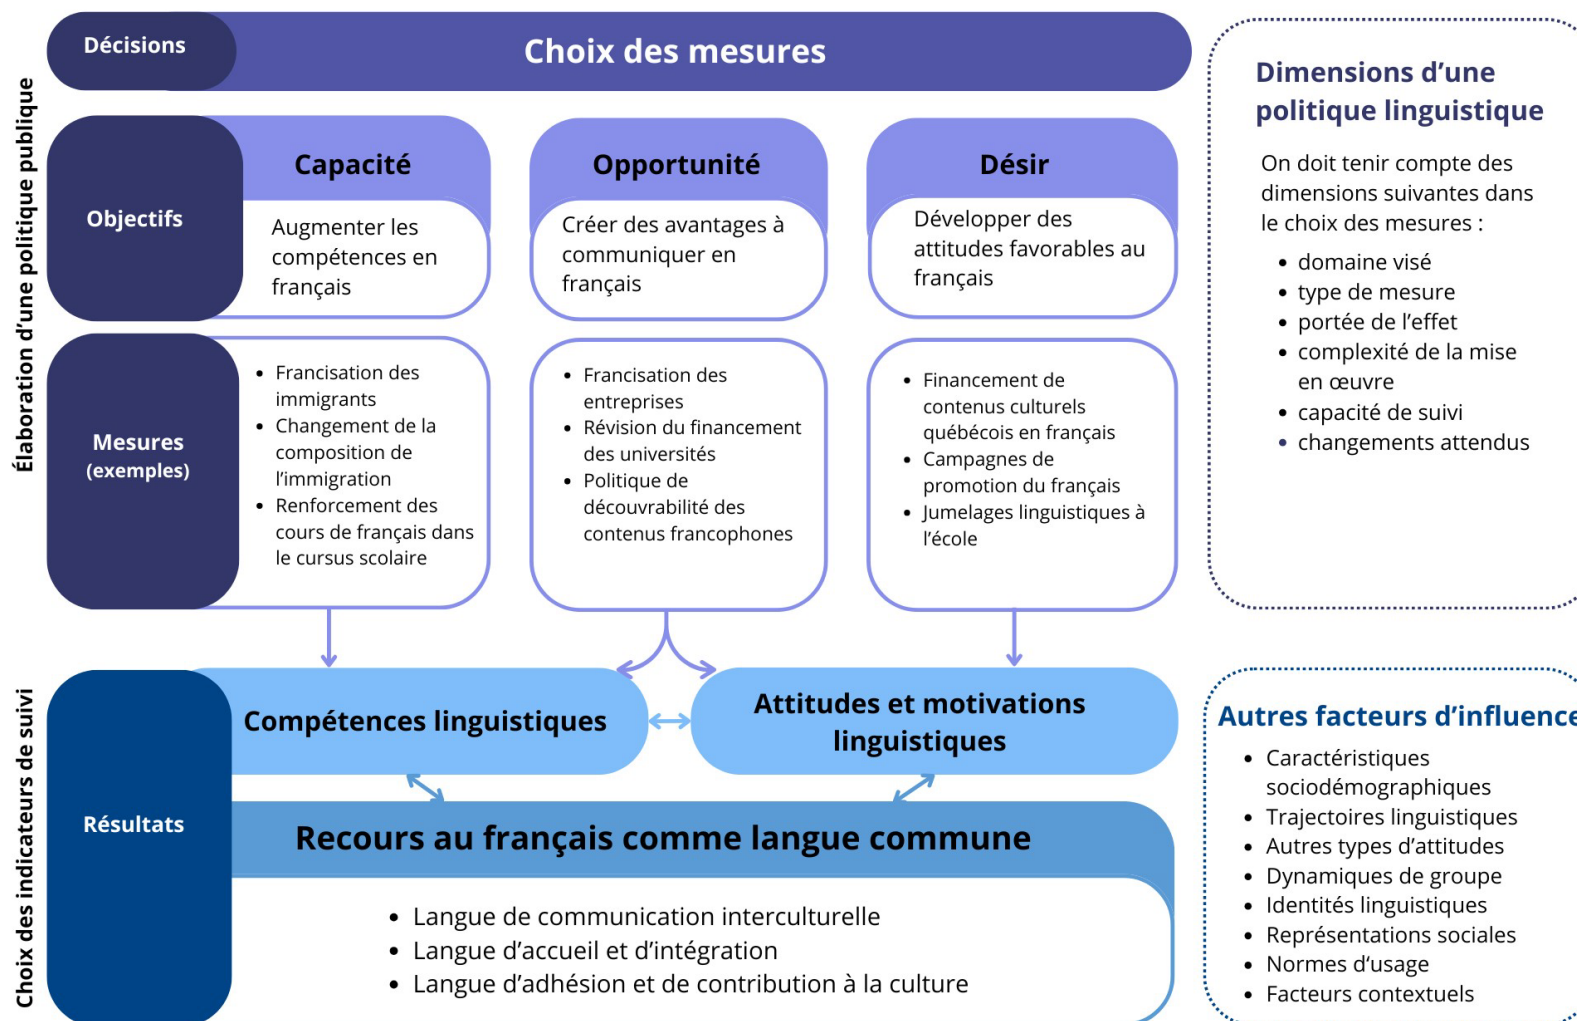 Élaboration d’une politique publique
Décisions
Choix des mesures
Objectifs
Capacité
Augmenter les
compétences en
français
Opportunité
Créer des avantages à
communiquer en
français
Désir
Développer des
attitudes favorables au
français
Mesures
(exemples)
• Francisation des
immigrants
• Changement de la
composition de
l’immigration
• Renforcement des
cours de français dans
le cursus scolaire
• Francisation des
entreprises
• Révision du financement
des universités
• Politique de
découvrabilité des
contenus francophones
• Financement de
contenus culturels
québécois en français
• Campagnes de
promotion du français
• Jumelages linguistiques à
l’école
Dimensions d’une
politique linguistique
On doit tenir compte des
dimensions suivantes dans
le choix des mesures :
• domaine visé
• type de mesure
• portée de l’effet
• complexité de la mise
en œuvre
• capacité de suivi
• changements attendus
Choix des indicateurs de suivi
Résultats
Compétences linguistiques
Attitudes et motivations
linguistiques
Recours au français comme langue commune
• Langue de communication interculturelle
• Langue d’accueil et d’intégration
• Langue d’adhésion et de contribution à la culture
Autres facteurs d’influence
• Caractéristiques
sociodémographiques
• Trajectoires linguistiques
• Autres types d’attitudes
• Dynamiques de groupe
• Identités linguistiques
• Représentations sociales
• Normes d‘usage
• Facteurs contextuels